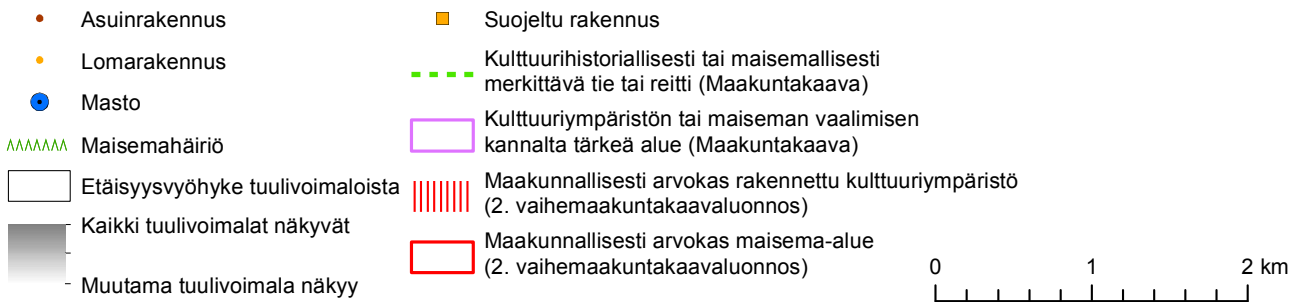 Asuinrakennus
Lomarakennus
Masto
Maisemahäiriö
Etäisyysvyöhyke tuulivoimaloista
Kaikki tuulivoimalat näkyvät
Muutama tuulivoimala näkyy
Suojeltu rakennus
Kulttuurihistoriallisesti tai maisemallisesti
merkittävä tie tai reitti (Maakuntakaava)
Kulttuuriympäristön tai maiseman vaalimisen
kannalta tärkeä alue (Maakuntakaava)
Maakunnallisesti arvokas rakennettu kulttuuriympäristö
(2. vaihemaakuntakaavaluonnos)
Maakunnallisesti arvokas maisema-alue
(2. vaihemaakuntakaavaluonnos)
0 1 2 km